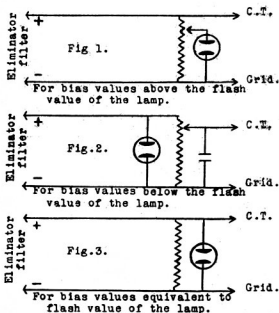 Eliminator filter
+
-
C.T.
Fig 1.
Grid.
For bias values above the flash
value of the lamp.
Eliminator filter
+
-
C.T.
Fig.2.
Grid.
For bias values below the flash
value of the lamp.
Eliminator filter
+
-
C.T.
Fig.3.
Grid.
For bias values equivalent to
flash value of the lamp.